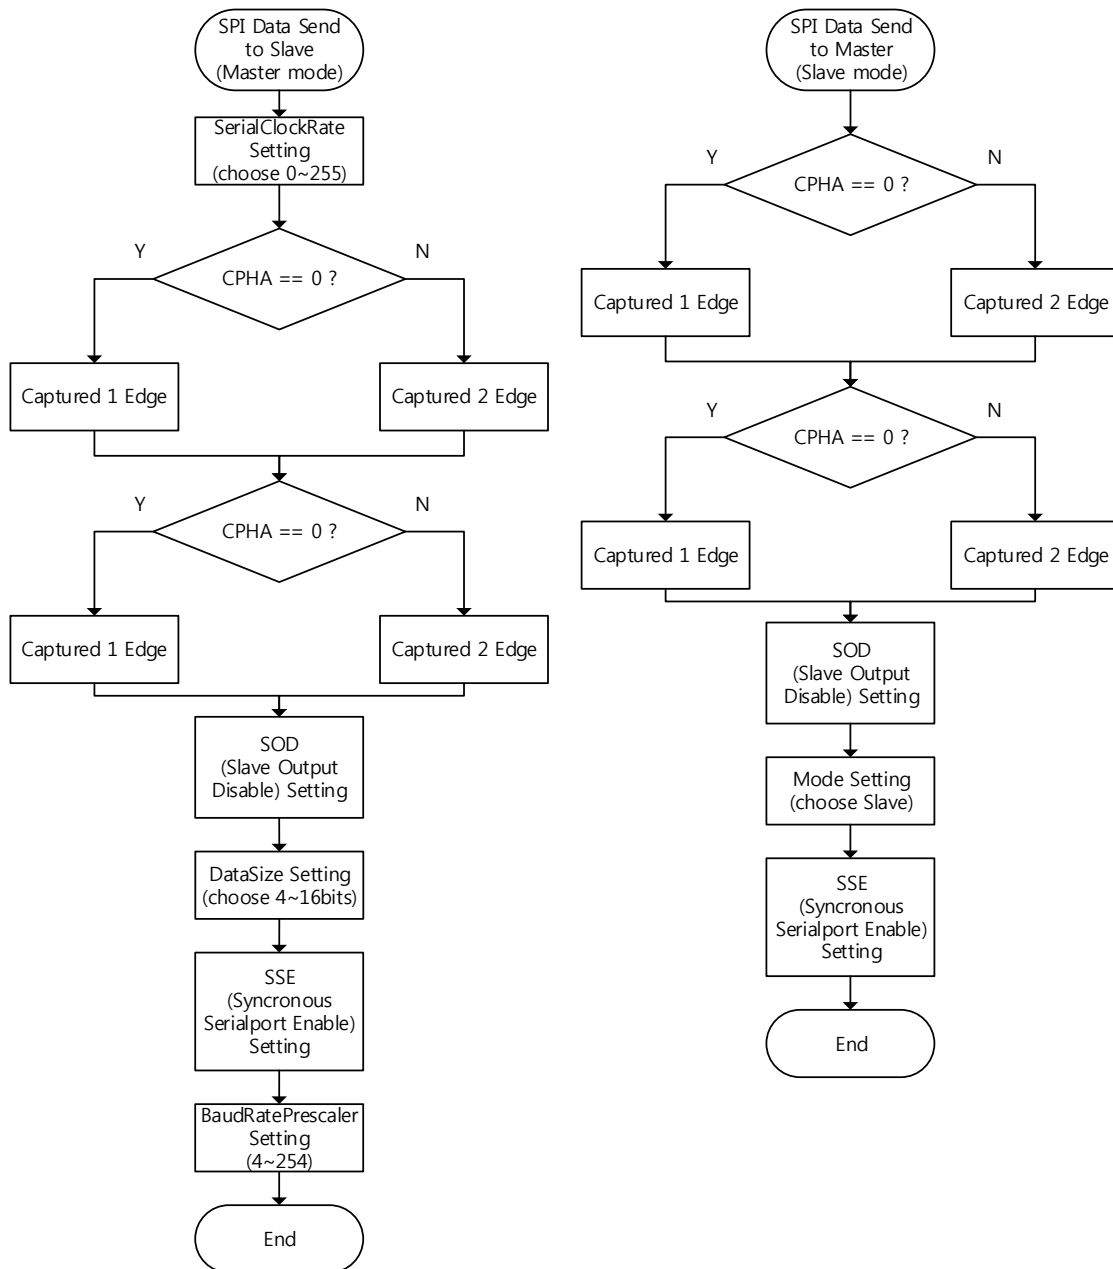 SPI Data Send
to Slave
(Master mode)
SerialClockRate
Setting
(choose 0~255)
Y
N
CPHA == 0 ?
Captured 1 Edge
Captured 2 Edge
Y
N
CPHA == 0 ?
Captured 1 Edge
Captured 2 Edge
SOD
(Slave Output
Disable) Setting
DataSize Setting
(choose 4~16bits)
SSE
(Syncronous
Serialport Enable)
Setting
BaudRatePrescaler
Setting
(4~254)
End
SPI Data Send
to Master
(Slave mode)
Y
N
CPHA == 0 ?
Captured 1 Edge
Captured 2 Edge
Y
N
CPHA == 0 ?
Captured 1 Edge
Captured 2 Edge
SOD
(Slave Output
Disable) Setting
Mode Setting
(choose Slave)
SSE
(Syncronous
Serialport Enable)
Setting
End